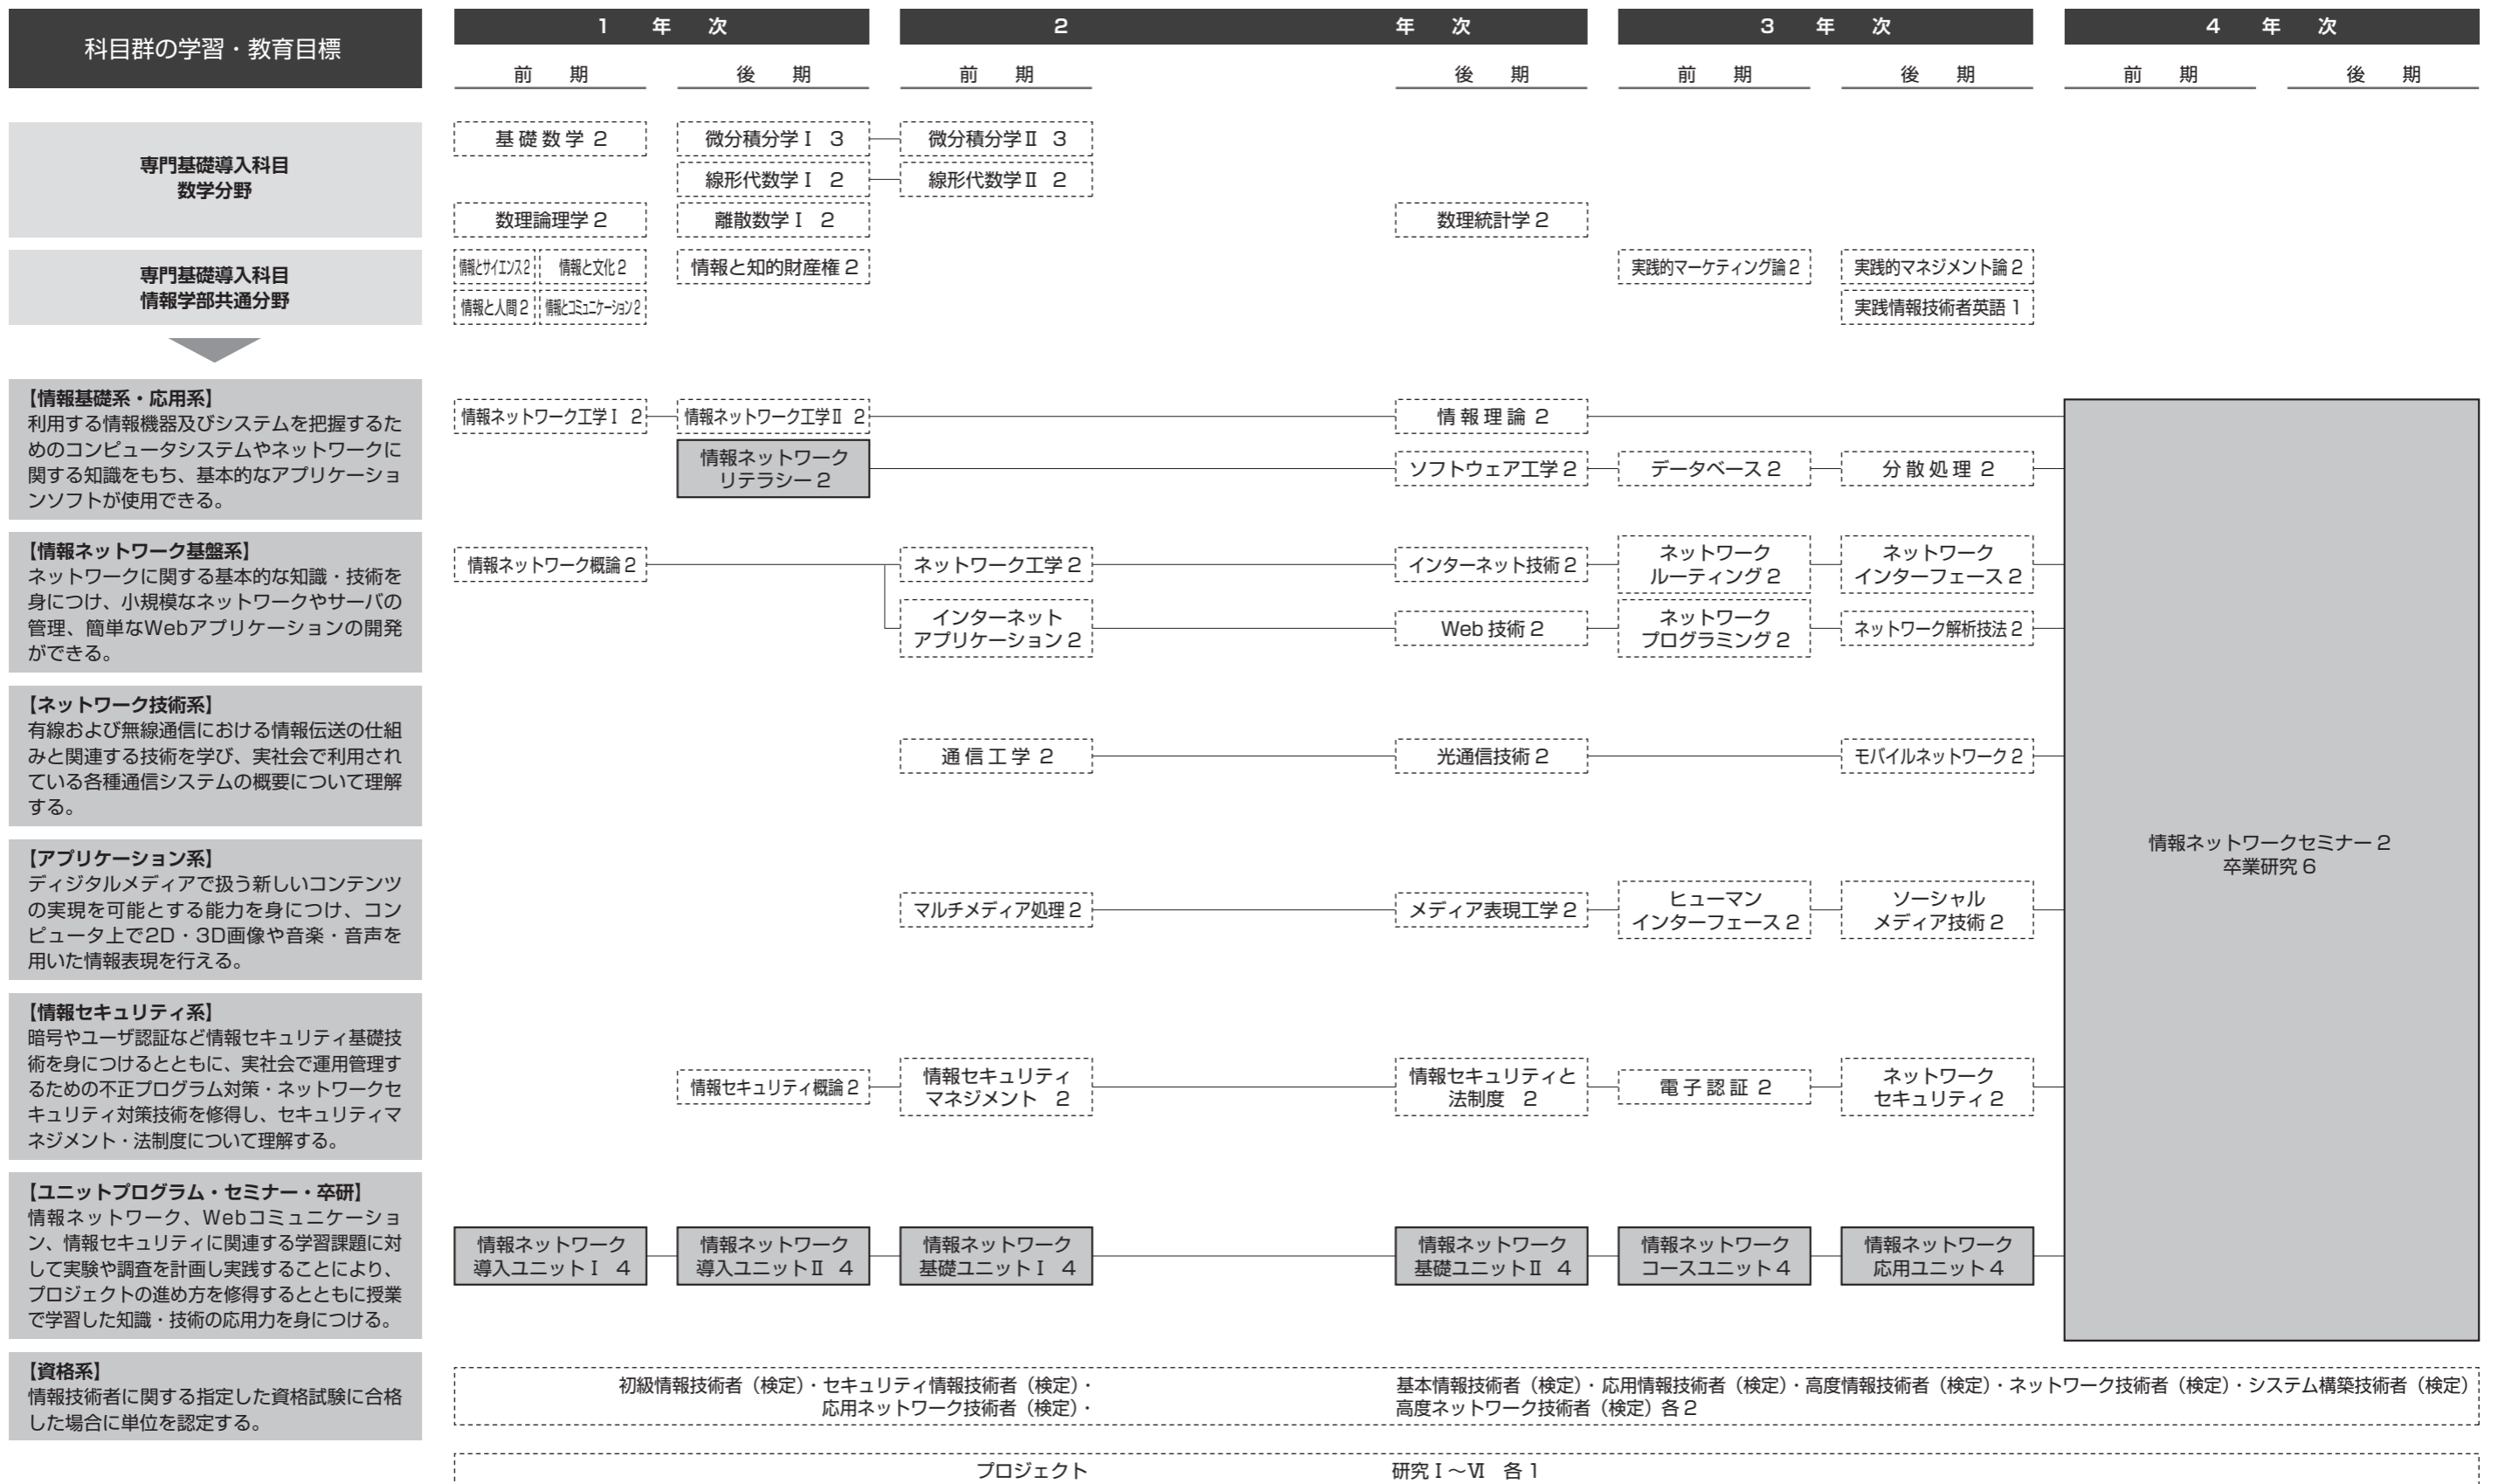 科目群の学習・教育目標
1 年 次
2 年 次
3 年 次
4 年 次
前 期
後 期
前 期
後 期
前 期
後 期
前 期
後 期
専門基礎導入科目
数学分野
基 礎 数 学 2
微分積分学Ⅰ 3
微分積分学Ⅱ 3
線形代数学Ⅰ 2
線形代数学Ⅱ 2
数理論理学 2
離散数学Ⅰ 2
数理統計学 2
専門基礎導入科目
情報学部共通分野
情報とサイエンス 2
情報と文化 2
情報と知的財産権 2
実践的マーケティング論 2
実践的マネジメント論 2
情報と人間 2
情報とコミュニケーション 2
実践情報技術者英語 1
【情報基礎系・応用系】
利用する情報機器及びシステムを把握するた
めのコンピュータシステムやネットワークに
関する知識をもち、基本的なアプリケーショ
ンソフトが使用できる。
情報ネットワーク工学Ⅰ 2
情報ネットワーク工学Ⅱ 2
情 報 理 論 2
情報ネットワーク
リテラシー 2
ソフトウェア工学 2
データベース 2
分 散 処 理 2
【情報ネットワーク基盤系】
ネットワークに関する基本的な知識・技術を
身につけ、小規模なネットワークやサーバの
管理、簡単なWebアプリケーションの開発
ができる。
情報ネットワーク概論 2
ネットワーク工学 2
インターネット技術 2
ネットワーク
ルーティング 2
ネットワーク
インターフェース 2
インターネット
アプリケーション 2
Web 技術 2
ネットワーク
プログラミング 2
ネットワーク解析技法 2
【ネットワーク技術系】
有線および無線通信における情報伝送の仕組
みと関連する技術を学び、実社会で利用され
ている各種通信システムの概要について理解
する。
通 信 工 学 2
光通信技術 2
モバイルネットワーク 2
【アプリケーション系】
ディジタルメディアで扱う新しいコンテンツ
の実現を可能とする能力を身につけ、コン
ピュータ上で2D・3D画像や音楽・音声を
用いた情報表現を行える。
マルチメディア処理 2
メディア表現工学 2
ヒューマン
インターフェース 2
ソーシャル
メディア技術 2
情報ネットワークセミナー 2
卒業研究 6
【情報セキュリティ系】
暗号やユーザ認証など情報セキュリティ基礎技
術を身につけるとともに、実社会で運用管理す
るための不正プログラム対策・ネットワークセ
キュリティ対策技術を修得し、セキュリティマ
ネジメント・法制度について理解する。
情報セキュリティ概論 2
情報セキュリティ
マネジメント 2
情報セキュリティと
法制度 2
電 子 認 証 2
ネットワーク
セキュリティ 2
【ユニットプログラム・セミナー・卒研】
情報ネットワーク、Webコミュニケーショ
ン、情報セキュリティに関連する学習課題に対
して実験や調査を計画し実践することにより、
プロジェクトの進め方を修得するとともに授業
で学習した知識・技術の応用力を身につける。
情報ネットワーク
導入ユニットⅠ 4
情報ネットワーク
導入ユニットⅡ 4
情報ネットワーク
基礎ユニットⅠ 4
情報ネットワーク
基礎ユニットⅡ 4
情報ネットワーク
コースユニット 4
情報ネットワーク
応用ユニット 4
【資格系】
情報技術者に関する指定した資格試験に合格
した場合に単位を認定する。
初級情報技術者（検定）・セキュリティ情報技術者（検定）・ 基本情報技術者（検定）・応用情報技術者（検定）・高度情報技術者（検定）・ネットワーク技術者（検定）・システム構築技術者（検定）
応用ネットワーク技術者（検定）・ 高度ネットワーク技術者（検定）各 2
プロジェクト 研究Ⅰ～Ⅵ 各 1